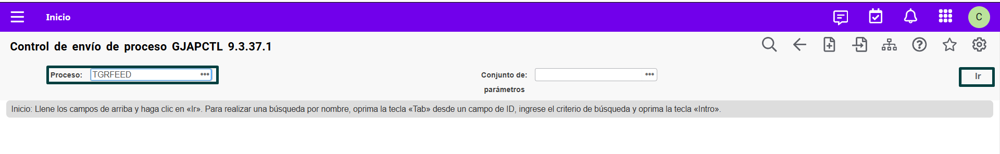 Inicio
C
Control de envío de proceso GJAPCTL 9.3.37.1
Proceso: TGRFEED •••
Conjunto de: •••
parámetros
Ir
Inicio: Llene los campos de arriba y haga clic en «Ir». Para realizar una búsqueda por nombre, oprima la tecla «Tab» desde un campo de ID, ingrese el criterio de búsqueda y oprima la tecla «Intro».